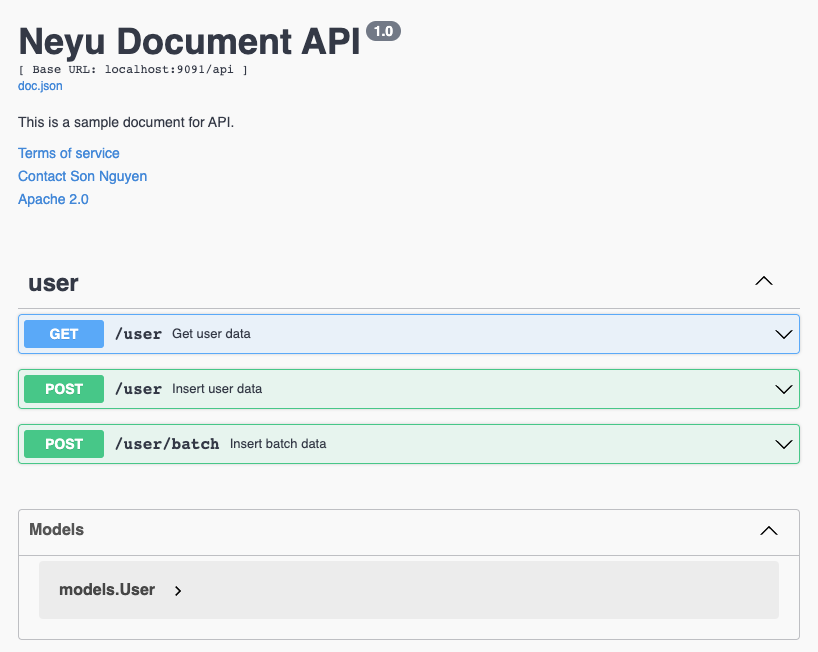 Neyu Document API 1.0
[ Base URL: localhost:9091/api ]
doc.json
This is a sample document for API.
Terms of service
Contact Son Nguyen
Apache 2.0
user
GET /user Get user data
POST /user Insert user data
POST /user/batch Insert batch data
Models
models.User